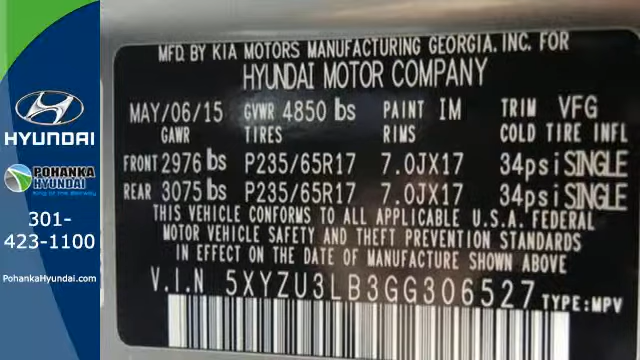 MFD. BY KIA MOTORS MANUFACTURING GEORGIA, INC. FOR
HYUNDAI MOTOR COMPANY
MAY/06/15 GVWR 4850 lbs PAINT IM TRIM VFG
GAWR TIRES RIMS COLD TIRE INFL
FRONT 2976 lbs P235/65R17 7.0JX17 34psi SINGLE
REAR 3075 lbs P235/65R17 7.0JX17 34psi SINGLE
THIS VEHICLE CONFORMS TO ALL APPLICABLE U.S.A. FEDERAL
MOTOR VEHICLE SAFETY AND THEFT PREVENTION STANDARDS
IN EFFECT ON THE DATE OF MANUFACTURE SHOWN ABOVE
V.I.N 5XYZU3LB3GG306527 TYPE: MPV
HYUNDAI
POHANKA
HYUNDAI
301-
423-1100
PohankaHyundai.com